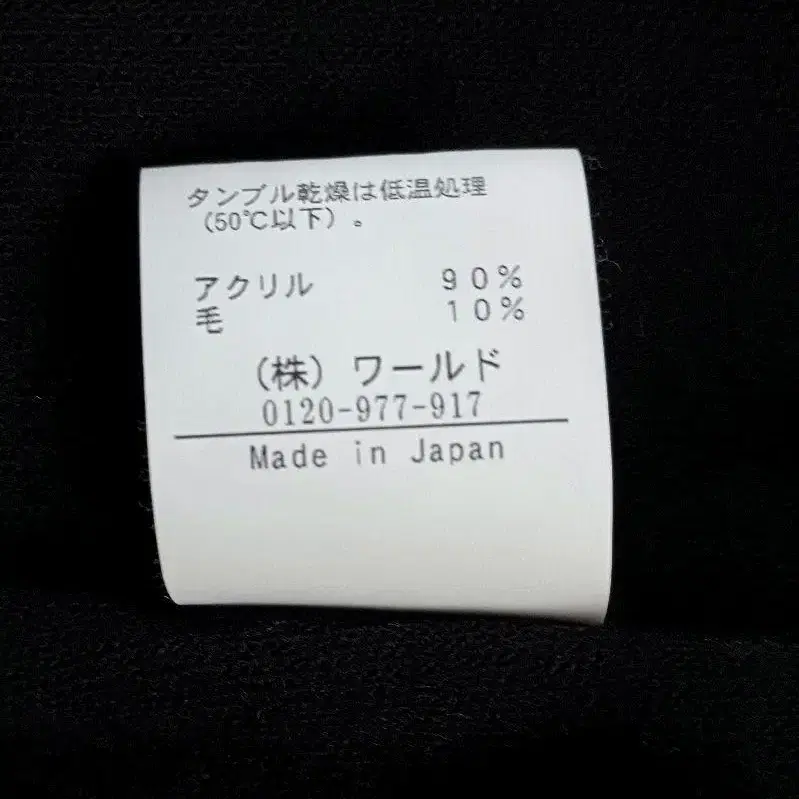 タンブル乾燥は低温処理
（50℃以下）。
アクリル 90%
毛 10%
（株）ワールド
0120-977-917
Made in Japan